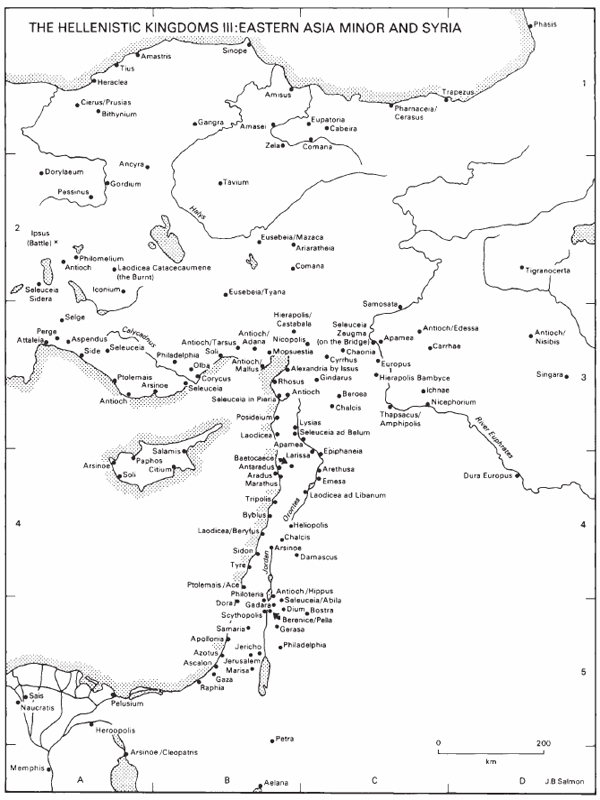 THE HELLENISTIC KINGDOMS III: EASTERN ASIA MINOR AND SYRIA
Phasis
Sinope
Amastris
Tius
Heraclea
Amisus
Trapezus
1
Cierus/Prusias
Bithynium
Pharnaceia/
Cerasus
Gangra
Amasei
Eupatoria
Cabeira
Zela
Comana
Ancyra
Dorylaeum
Gordium
Pessinus
Tavium
Halys
2
Ipsus
(Battle)
Eusebeia/Mazaca
Ariaratheia
Philomelium
Antioch
Laodicea Catacecaumene
(the Burnt)
Comana
Tigranocerta
Seleuceia
Sidera
Iconium
Eusebeia/Tyana
Samosata
Selge
Hierapolis/
Castabala
Seleuceia
Zeugma
(on the Bridge)
Perge
Attaleia
Aspendus
Side
Calycadnus
Seleuceia
Antioch/Tarsus
Soli
Antioch/
Adana
Nicopolis
Mopsuestia
Apamea
Antioch/Edessa
Carrhae
Antioch/
Nisibis
Chaonia
Philadelphia
Olba
Antioch/
Mallus
Cyrrhus
Europus
Alexandria by Issus
Ptolemais
Corycus
Rhosus
Gindarus
Hierapolis Bambyce
Singara
3
Arsinoe
Seleuceia
Antioch
Seleuceia in Pieria
Antioch
Beroea
Ichnae
Chalcis
Nicephorium
Thapsacus/
Amphipolis
Posideium
Lysias
River Euphrates
Laodicea
Seleuceia ad Belum
Apamea
Salamis
Paphos
Citium
Arsinoe
Soli
Baetocaece
Larissa
Epiphaneia
Antaradus
Aradus
Marathus
Arethusa
Emesa
Dura Europus
Laodicea ad Libanum
Tripolis
Orontes
Byblus
4
4
Heliopolis
Laodicea/Berytus
Chalcis
Sidon
Arsinoe
Damascus
Tyre
Jordan
Ptolemais/Ace
Philotena
Antioch/Hippus
Seleuceia/Abila
Dora
Gadara
Dium
Bostra
Scythopolis
Berenice/Pella
Samaria
Gerasa
Apollonia
Jericho
Philadelphia
Azotus
Ascalon
Jerusalem
Marisa
5
Gaza
Raphia
Sais
Naucratis
Pelusium
Heroopolis
Petra
Arsinoe/Cleopatris
0
200
km
Memphis
A
B
C
D
J.B Salmon
Aelana